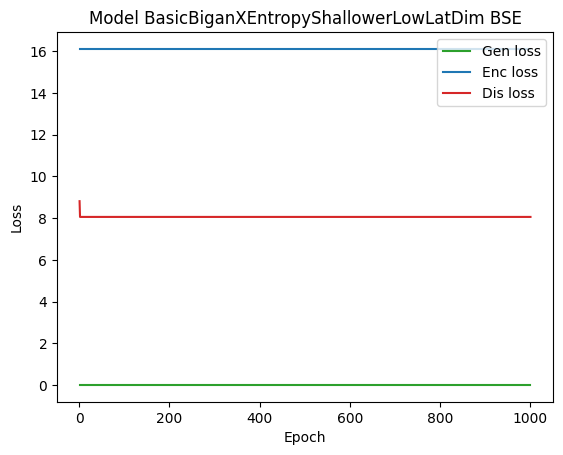 Model BasicBiganXEntropyShallowerLowLatDim BSE
Gen loss
Enc loss
Dis loss
16
14
12
10
8
6
4
2
0
Loss
0
200
400
600
800
1000
Epoch